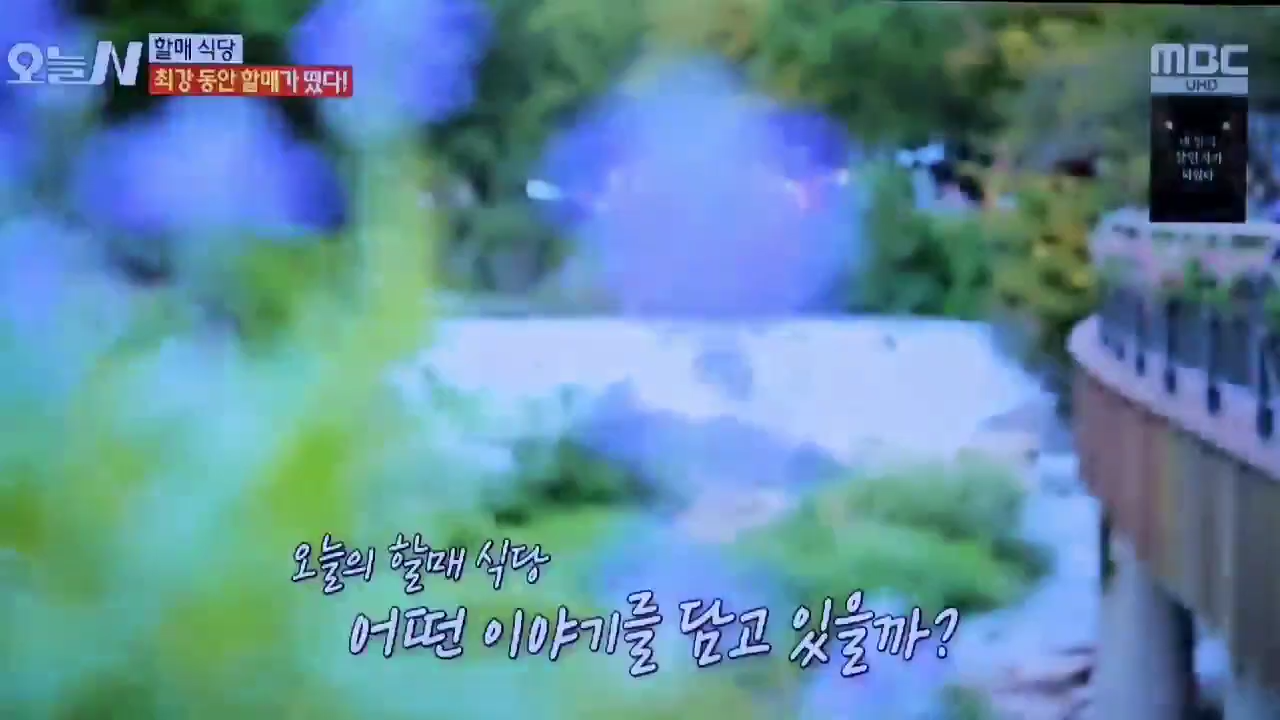 오늘N
할매 식당
최강 동안 할매가 떴다!
MBC
UHD
오늘의 할매 식당
어떤 이야기를 담고 있을까?